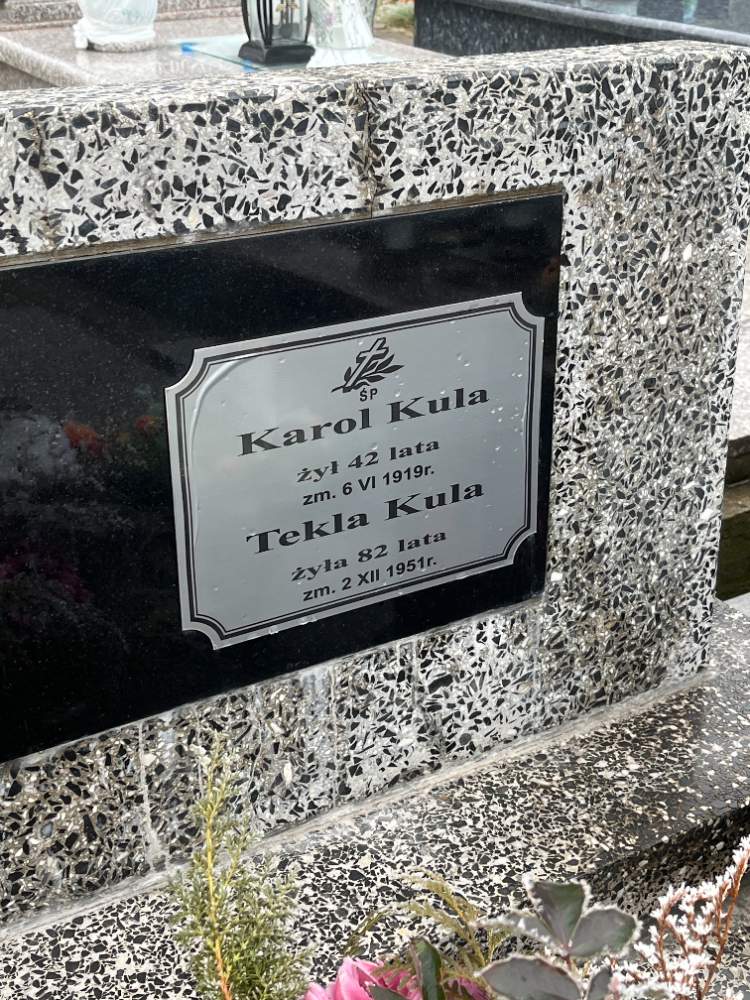 ŚP
Karol Kula
żył 42 lata
zm. 6 VI 1919r.
Tekla Kula
żyła 82 lata
zm. 2 XII 1951r.